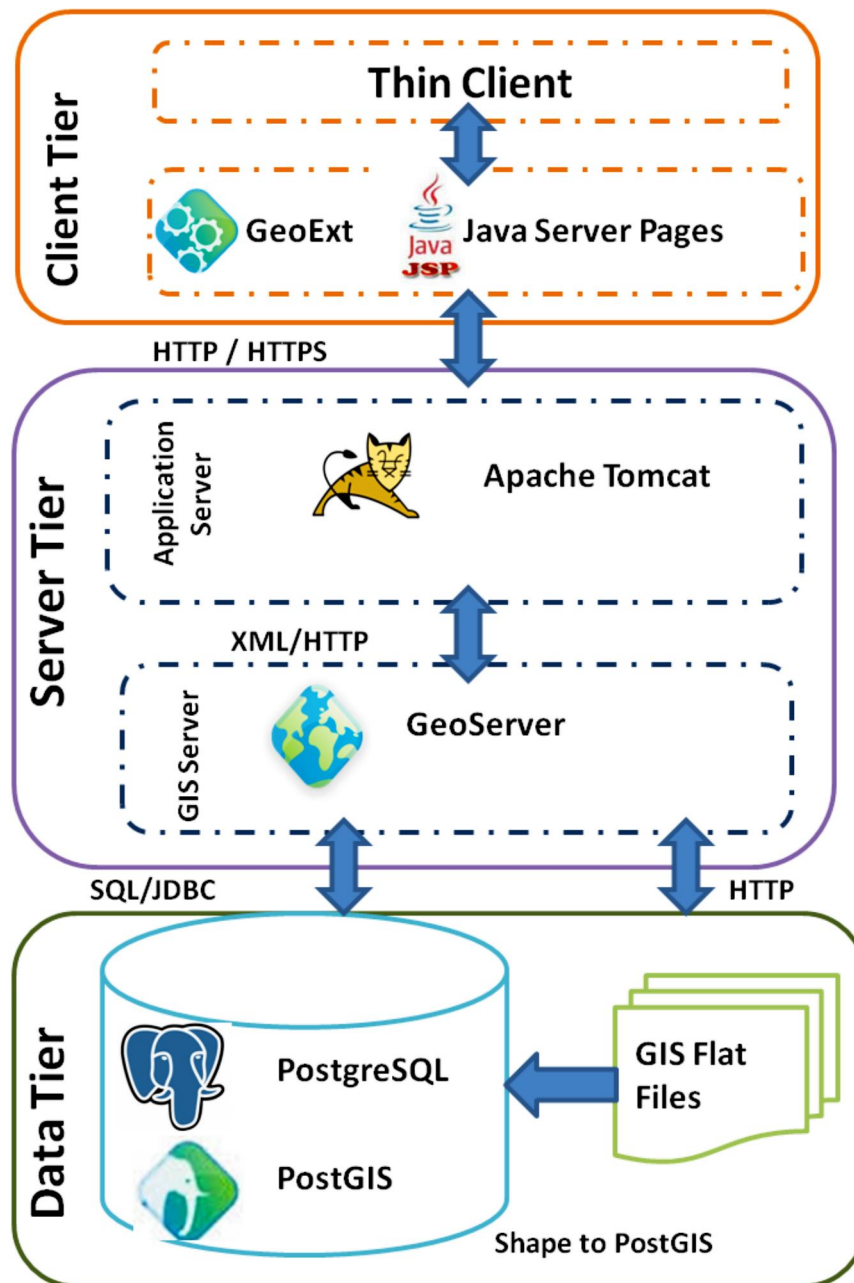 Client Tier
Thin Client
GeoExt
Java
JSP
Java Server Pages
HTTP / HTTPS
Server Tier
Application
Server
Apache Tomcat
XML/HTTP
GIS Server
GeoServer
SQL/JDBC
HTTP
Data Tier
PostgreSQL
PostGIS
GIS Flat
Files
Shape to PostGIS